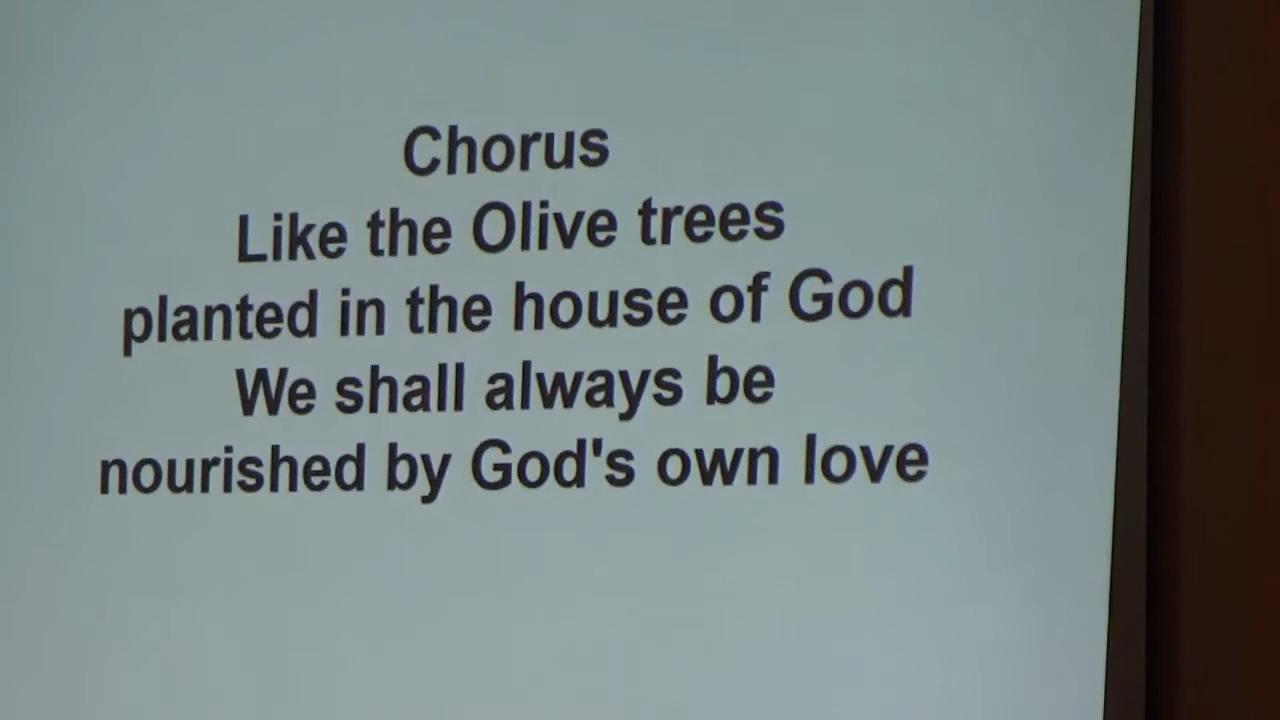 Chorus
Like the Olive trees
planted in the house of God
We shall always be
nourished by God's own love